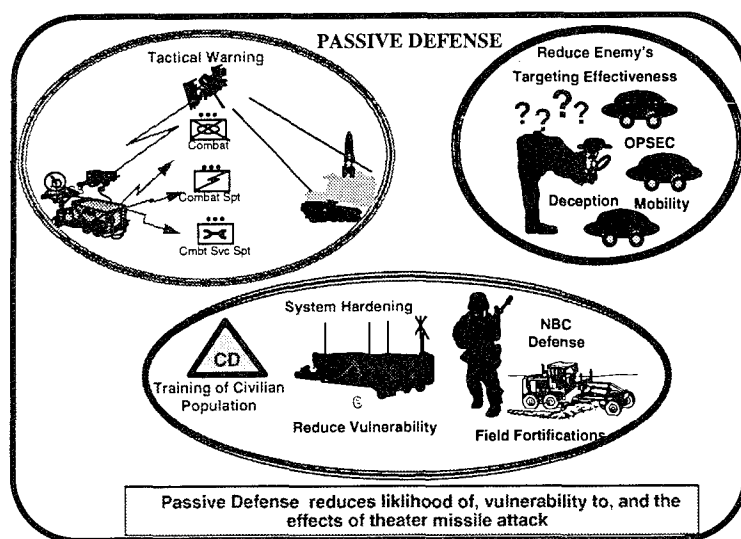 PASSIVE DEFENSE
Tactical Warning
Combat
Combat Spt
Cmbt Svc Spt
Reduce Enemy's
Targeting Effectiveness
? ? ? ?
OPSEC
Deception Mobility
System Hardening
CD
Training of Civilian
Population
Reduce Vulnerability
NBC
Defense
Field Fortifications
Passive Defense reduces liklihood of, vulnerability to, and the
effects of theater missile attack